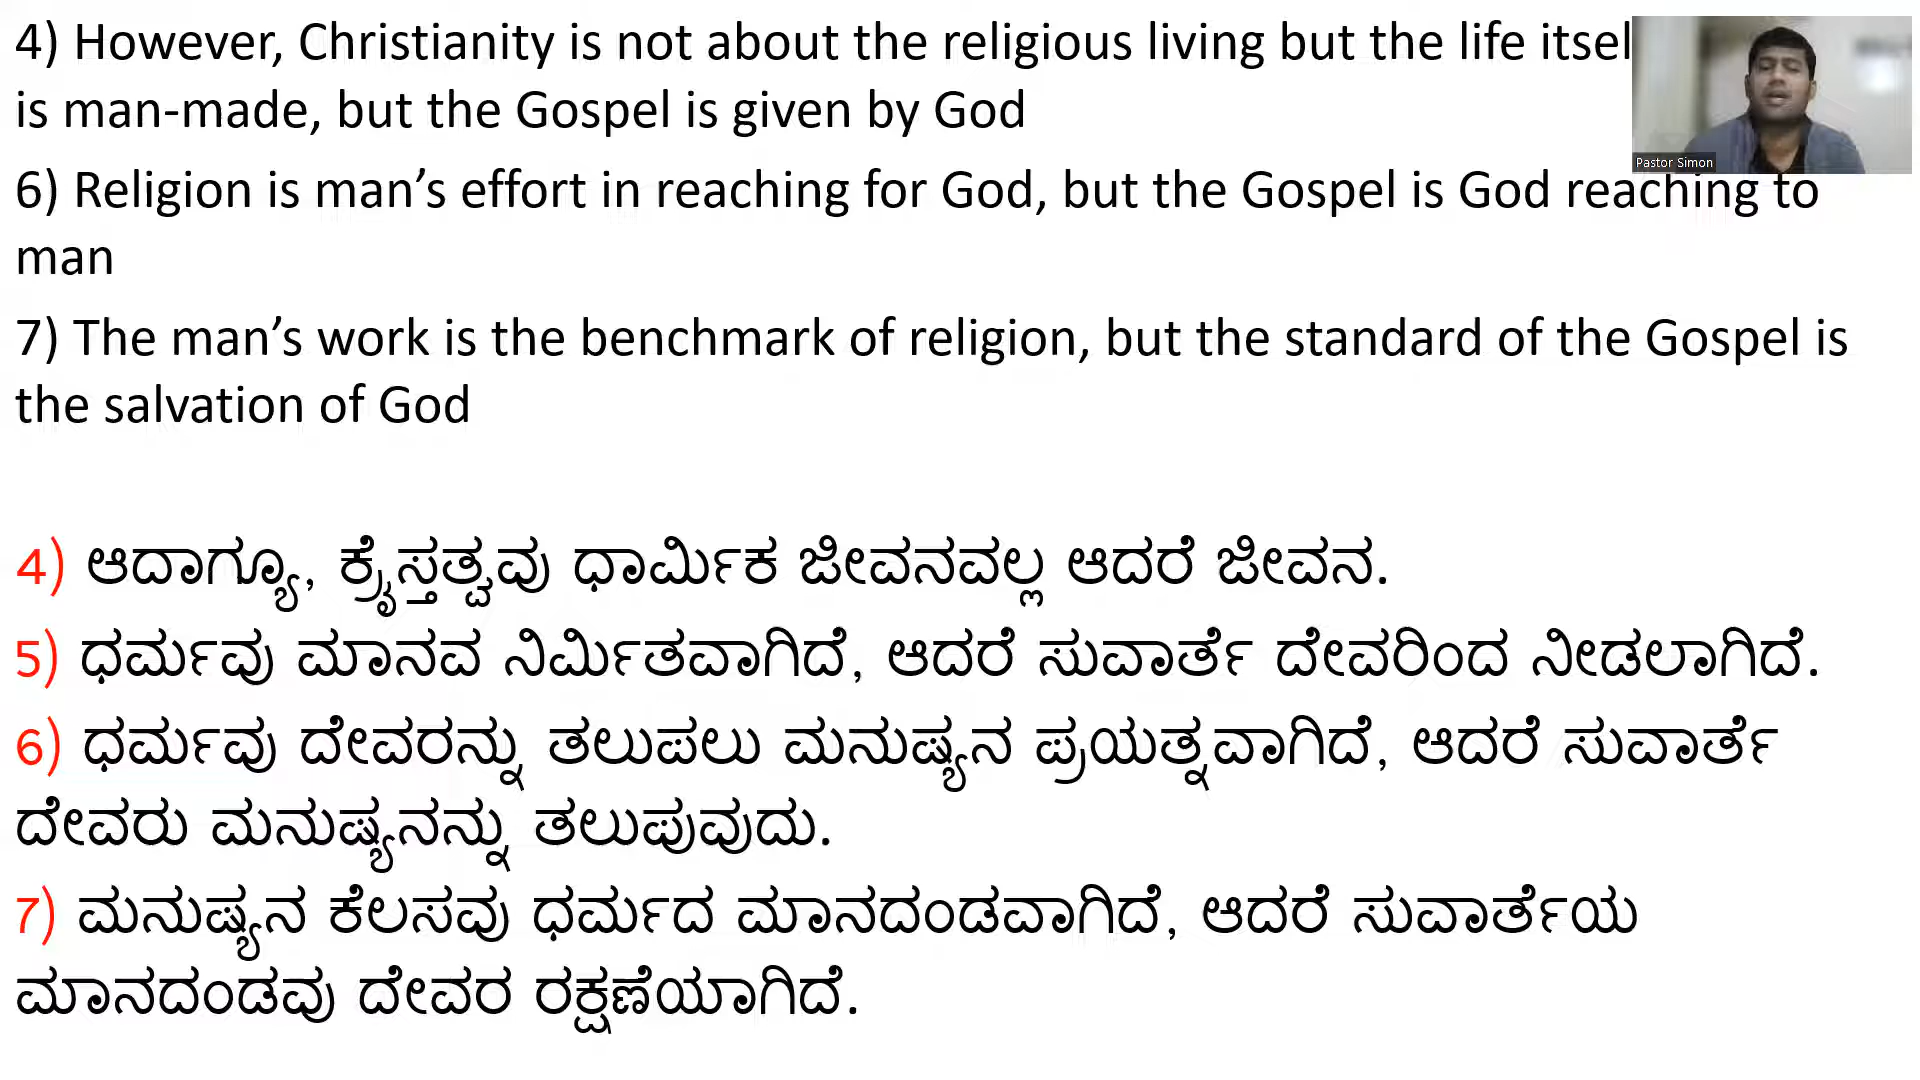 4) However, Christianity is not about the religious living but the life itsel
is man-made, but the Gospel is given by God
Pastor Simon
6) Religion is man’s effort in reaching for God, but the Gospel is God reaching to
man
7) The man’s work is the benchmark of religion, but the standard of the Gospel is
the salvation of God
4) ಆದಾಗ್ಯೂ, ಕ್ರೈಸ್ತತ್ವವು ಧಾರ್ಮಿಕ ಜೀವನವಲ್ಲ ಆದರೆ ಜೀವನ.
5) ಧರ್ಮವು ಮಾನವ ನಿರ್ಮಿತವಾಗಿದೆ, ಆದರೆ ಸುವಾರ್ತೆ ದೇವರಿಂದ ನೀಡಲಾಗಿದೆ.
6) ಧರ್ಮವು ದೇವರನ್ನು ತಲುಪಲು ಮನುಷ್ಯನ ಪ್ರಯತ್ನವಾಗಿದೆ, ಆದರೆ ಸುವಾರ್ತೆ
ದೇವರು ಮನುಷ್ಯನನ್ನು ತಲುಪುವುದು.
7) ಮನುಷ್ಯನ ಕೆಲಸವು ಧರ್ಮದ ಮಾನದಂಡವಾಗಿದೆ, ಆದರೆ ಸುವಾರ್ತೆಯ
ಮಾನದಂಡವು ದೇವರ ರಕ್ಷಣೆಯಾಗಿದೆ.